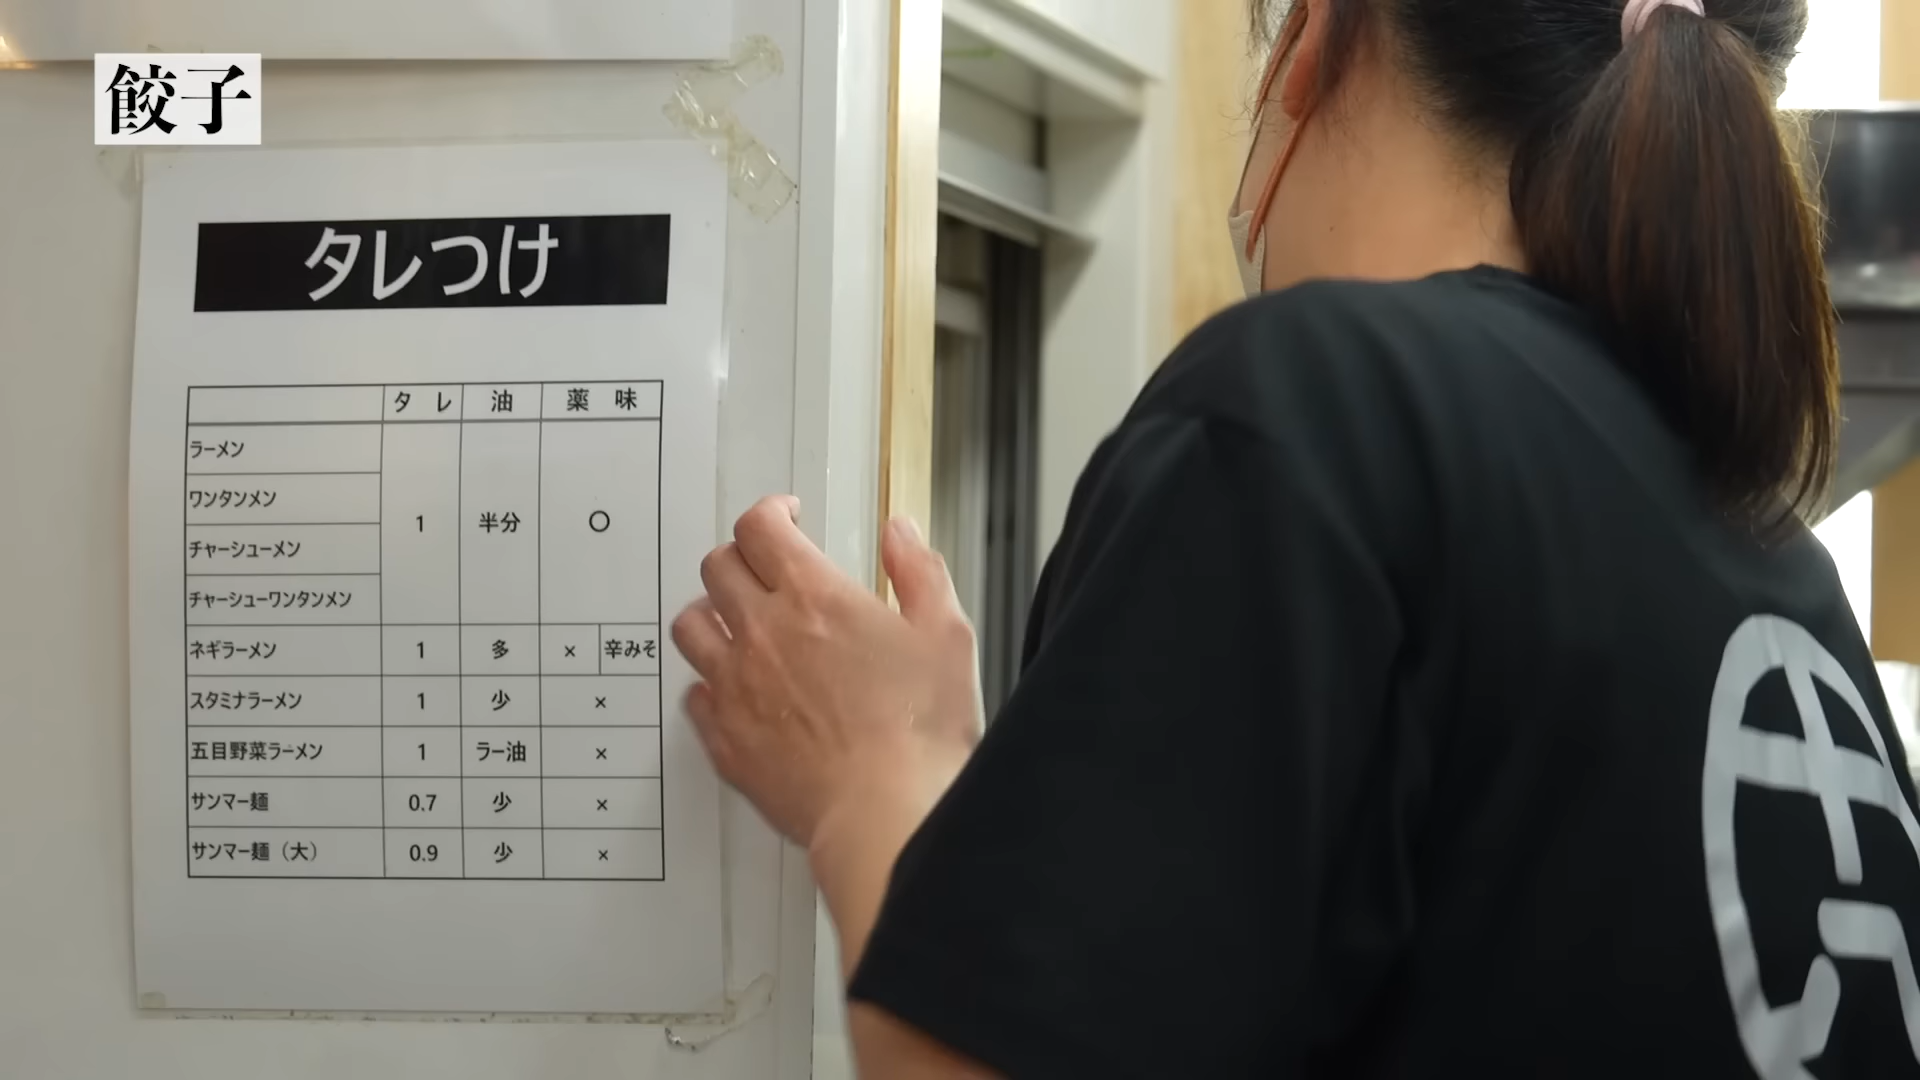 餃子
タレつけ
タレ 油 薬味
ラーメン
ワンタンメン
1 半分 〇
チャーシューメン
チャーシューワンタンメン
ネギラーメン 1 多 × 辛みそ
スタミナラーメン 1 少 ×
五目野菜ラーメン 1 ラー油 ×
サンマー麺 0.7 少 ×
サンマー麺（大） 0.9 少 ×